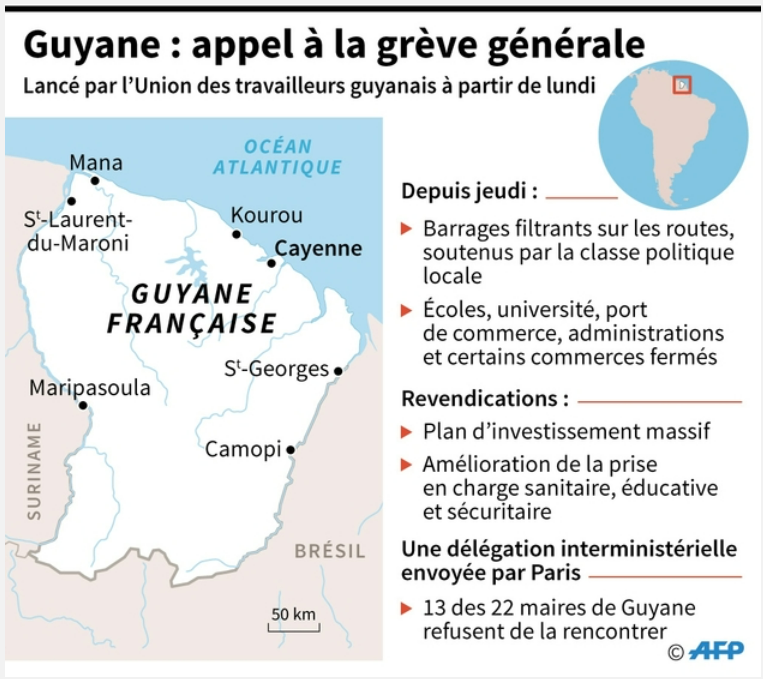 Guyane : appel à la grève générale
Lancé par l’Union des travailleurs guyanais à partir de lundi
OCÉAN
ATLANTIQUE
Mana
Sᵗ-Laurent-
du-Maroni
Kourou
Cayenne
GUYANE
FRANÇAISE
Sᵗ-Georges
Maripasoula
Camopi
SURINAME
BRÉSIL
50 km
Depuis jeudi :
Barrages filtrants sur les routes,
soutenus par la classe politique
locale
Écoles, université, port
de commerce, administrations
et certains commerces fermés
Revendications :
Plan d’investissement massif
Amélioration de la prise
en charge sanitaire, éducative
et sécuritaire
Une délégation interministérielle
envoyée par Paris
13 des 22 maires de Guyane
refusent de la rencontrer
© AFP